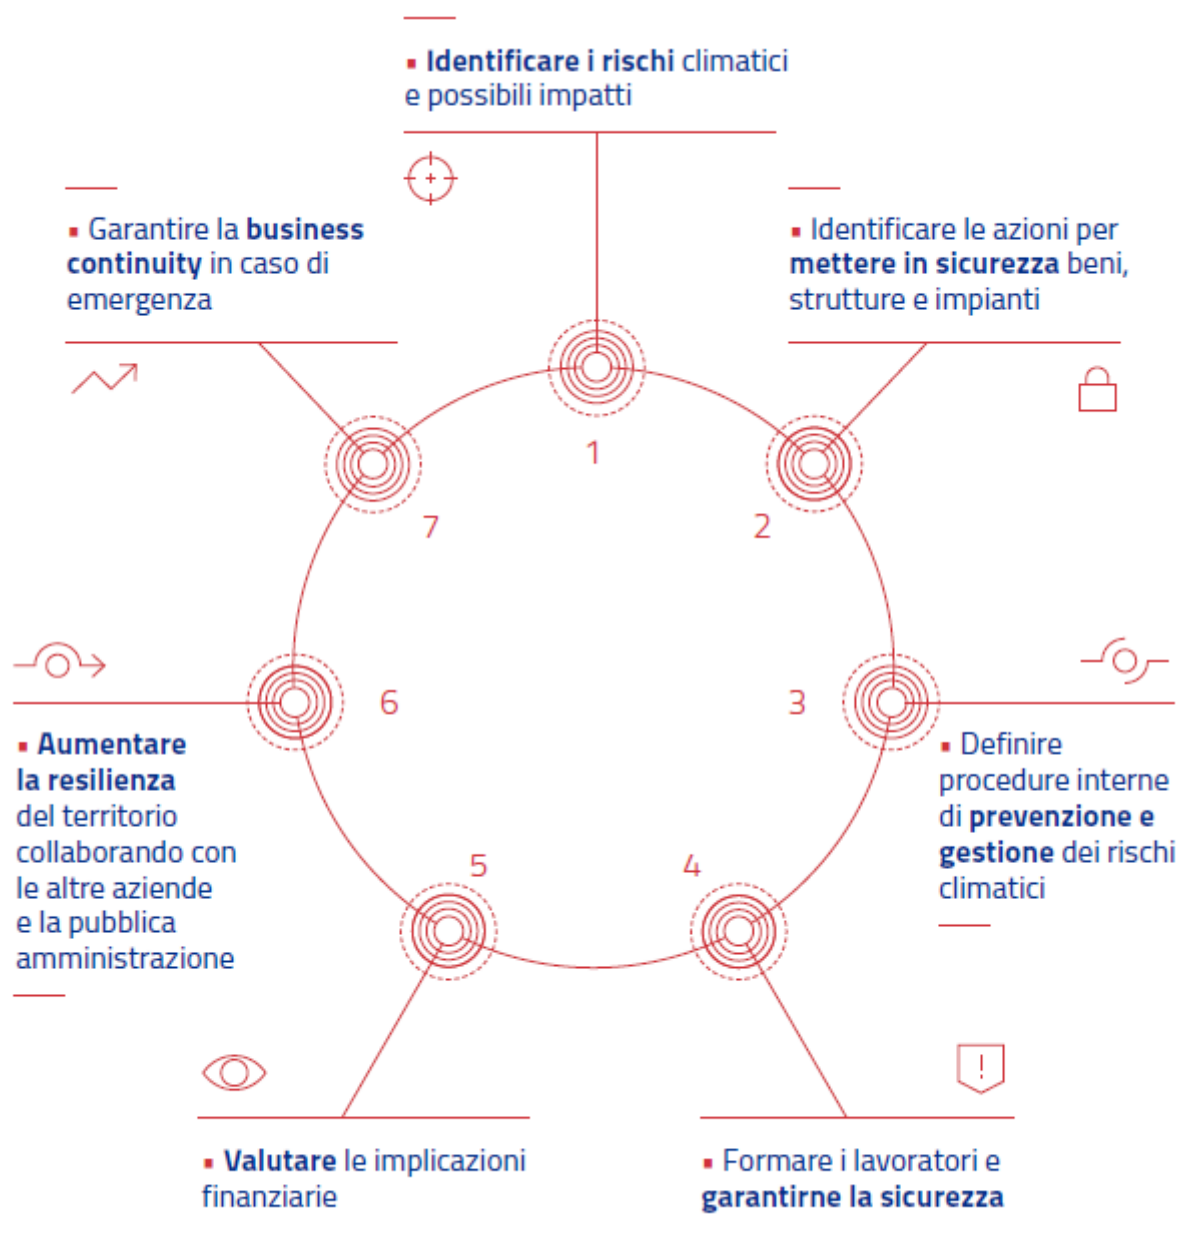 ▪ Identificare i rischi climatici
e possibili impatti
1
▪ Identificare le azioni per
mettere in sicurezza beni,
strutture e impianti
2
3
▪ Definire
procedure interne
di prevenzione e
gestione dei rischi
climatici
4
▪ Formare i lavoratori e
garantirne la sicurezza
5
▪ Valutare le implicazioni
finanziarie
6
▪ Aumentare
la resilienza
del territorio
collaborando con
le altre aziende
e la pubblica
amministrazione
▪ Garantire la business
continuity in caso di
emergenza
7
!